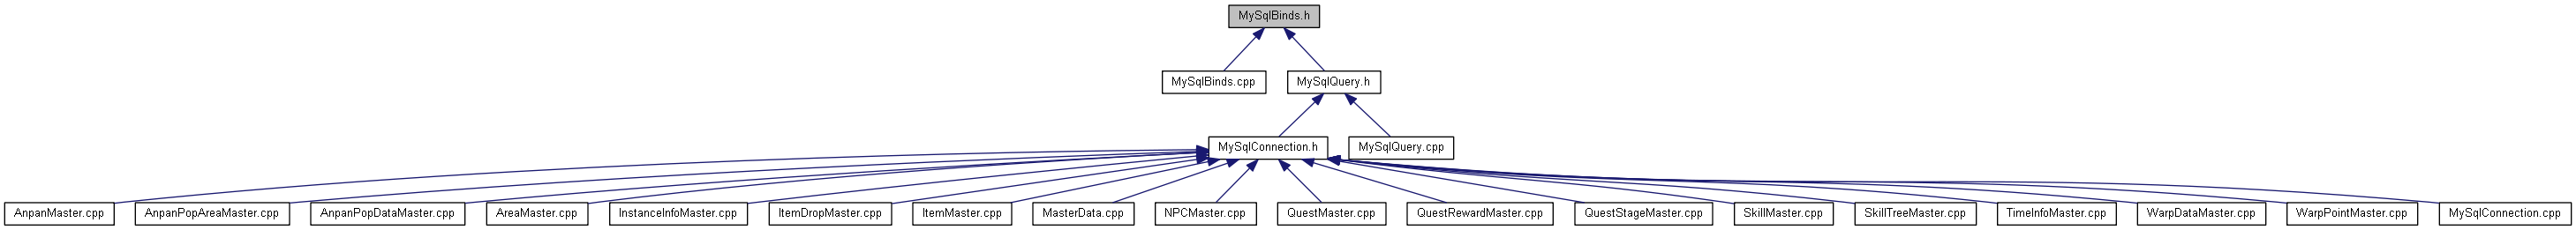 MySqlBinds.h
MySqlBinds.cpp
MySqlQuery.h
MySqlConnection.h
MySqlQuery.cpp
AnpanMaster.cpp
AnpanPopAreaMaster.cpp
AnpanPopDataMaster.cpp
AreaMaster.cpp
InstanceInfoMaster.cpp
ItemDropMaster.cpp
ItemMaster.cpp
MasterData.cpp
NPCMaster.cpp
QuestMaster.cpp
QuestRewardMaster.cpp
QuestStageMaster.cpp
SkillMaster.cpp
SkillTreeMaster.cpp
TimeInfoMaster.cpp
WarpDataMaster.cpp
WarpPointMaster.cpp
MySqlConnection.cpp